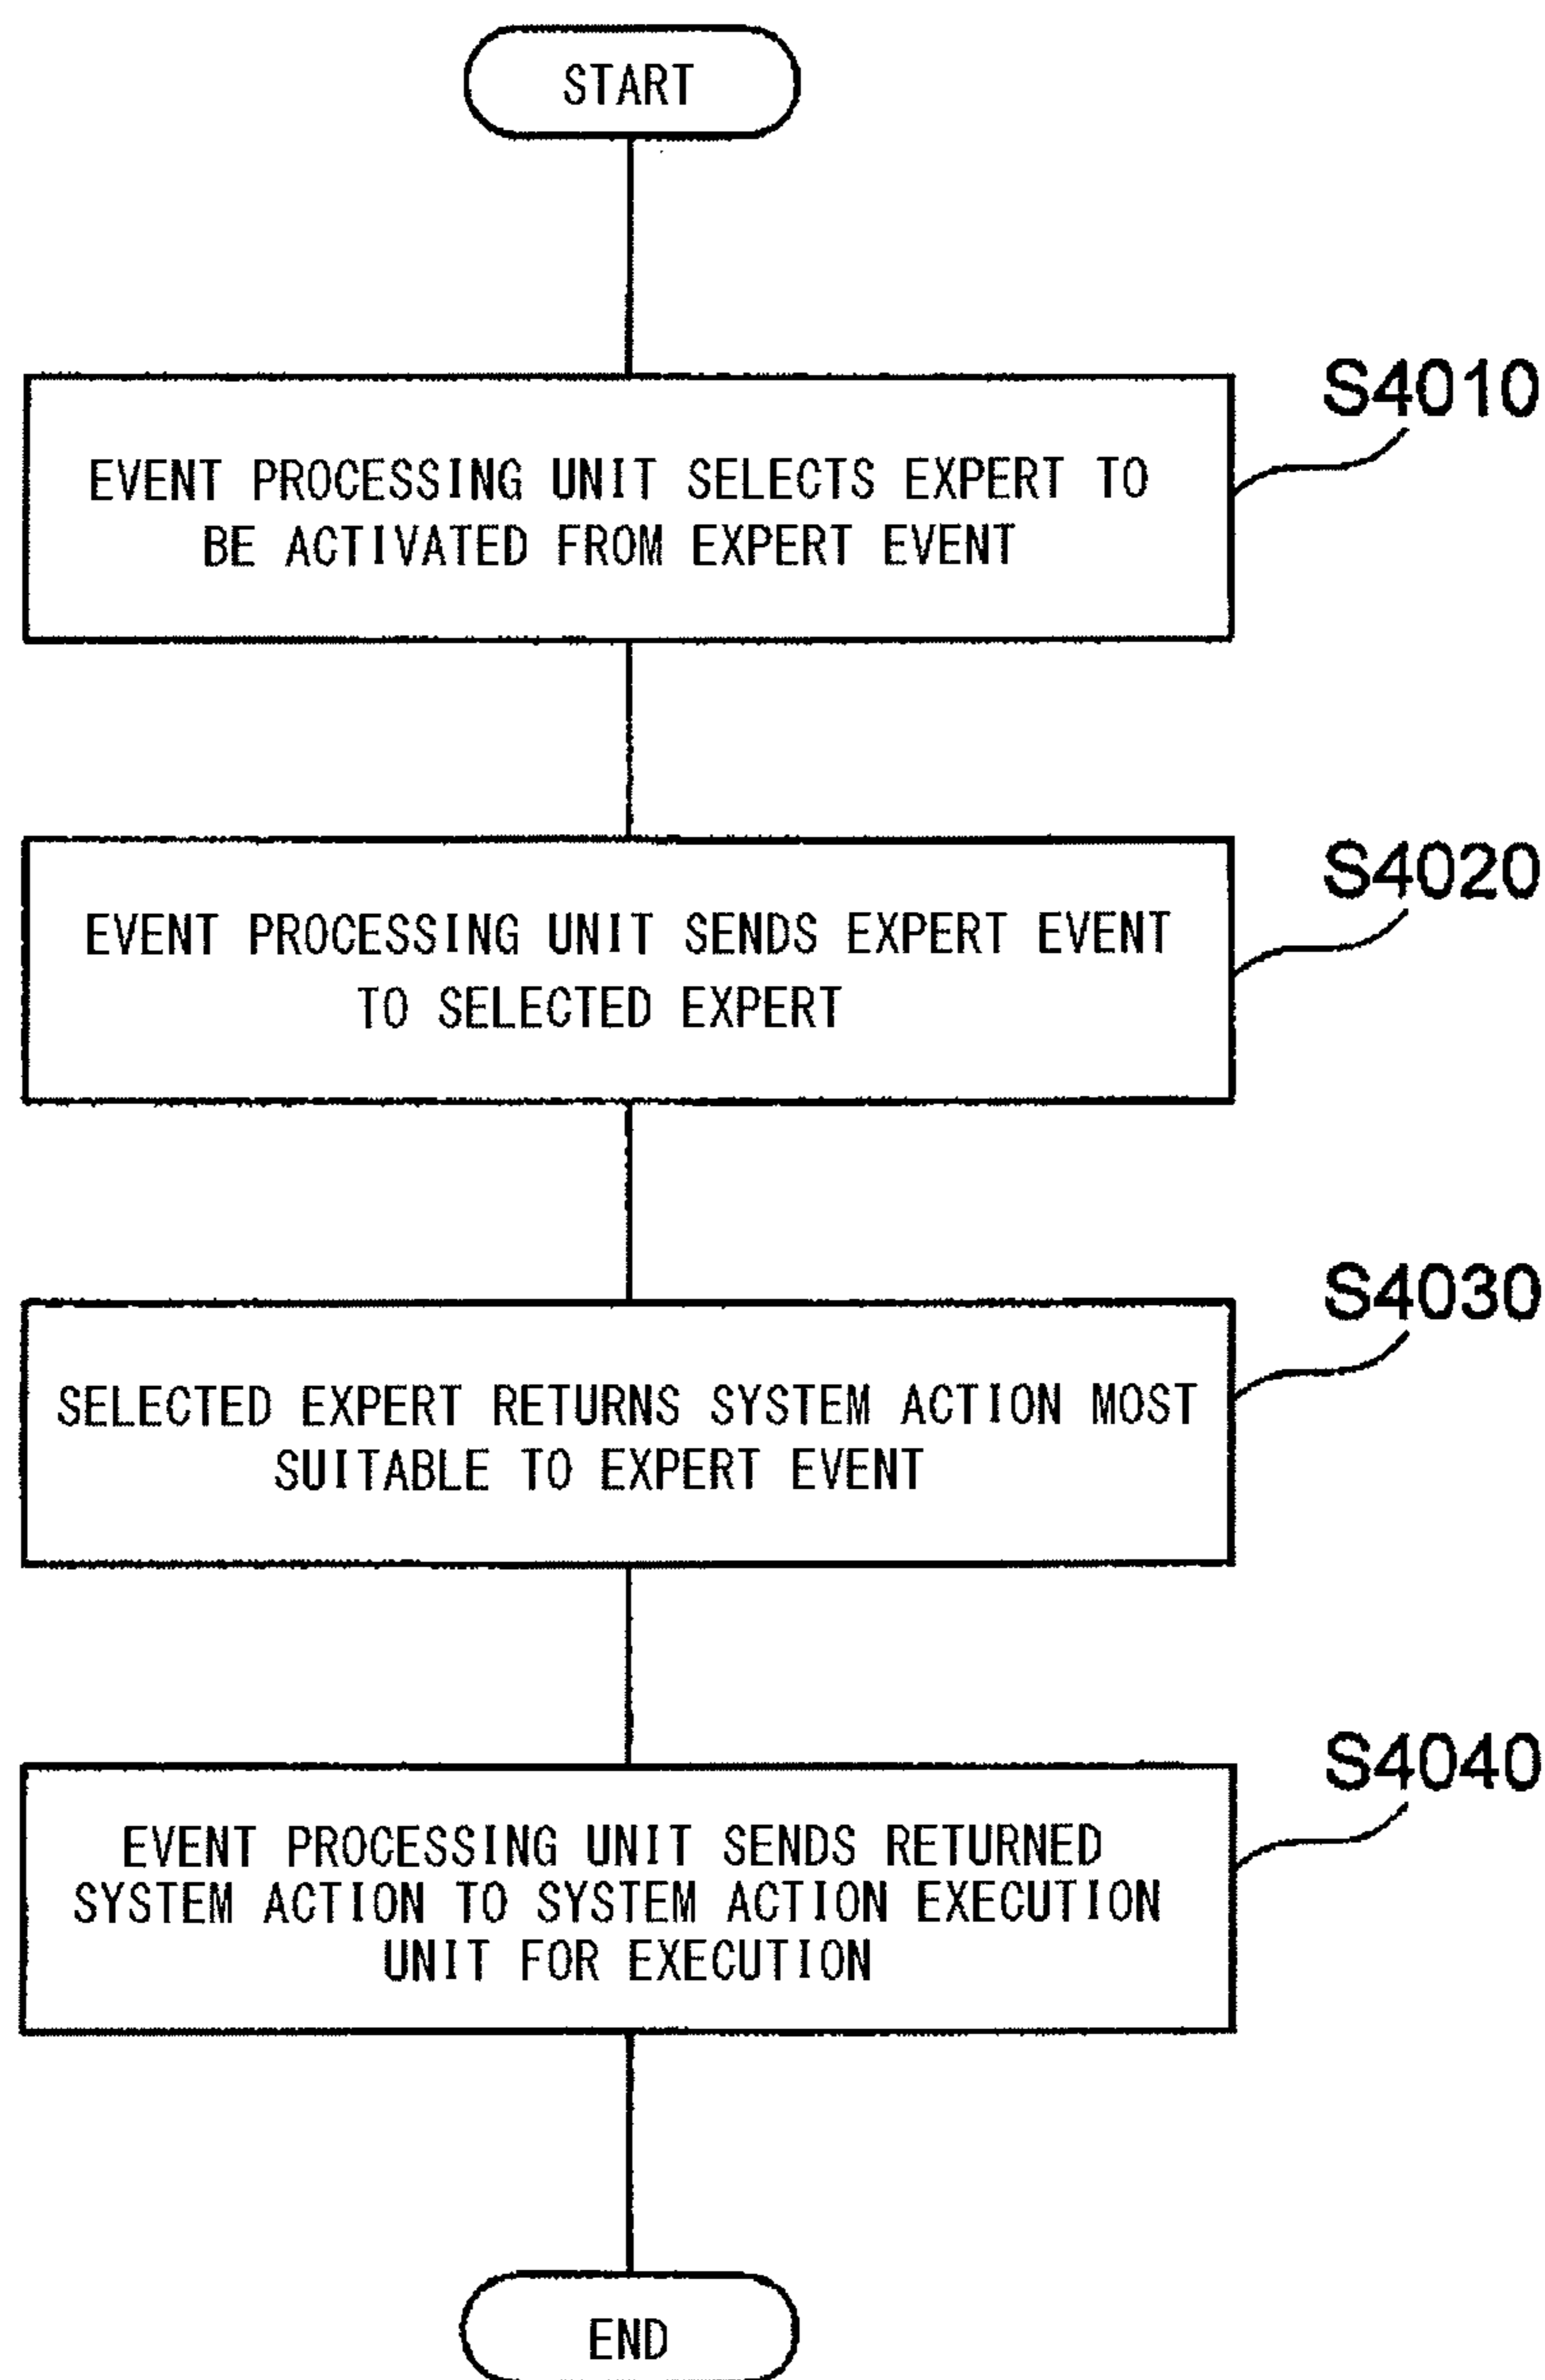 START
S4010
EVENT PROCESSING UNIT SELECTS EXPERT TO
BE ACTIVATED FROM EXPERT EVENT
S4020
EVENT PROCESSING UNIT SENDS EXPERT EVENT
TO SELECTED EXPERT
S4030
SELECTED EXPERT RETURNS SYSTEM ACTION MOST
SUITABLE TO EXPERT EVENT
S4040
EVENT PROCESSING UNIT SENDS RETURNED
SYSTEM ACTION TO SYSTEM ACTION EXECUTION
UNIT FOR EXECUTION
END